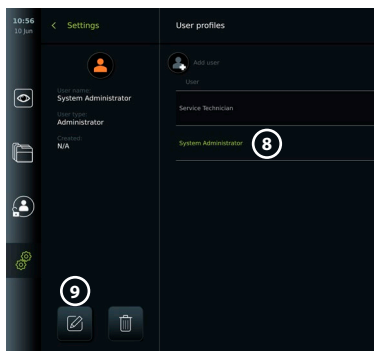 10:56
10 Jun
Settings
User profiles
Add user
User
User name:
System Administrator
User type:
Administrator
Created:
N/A
Service Technician
System Administrator
8
9